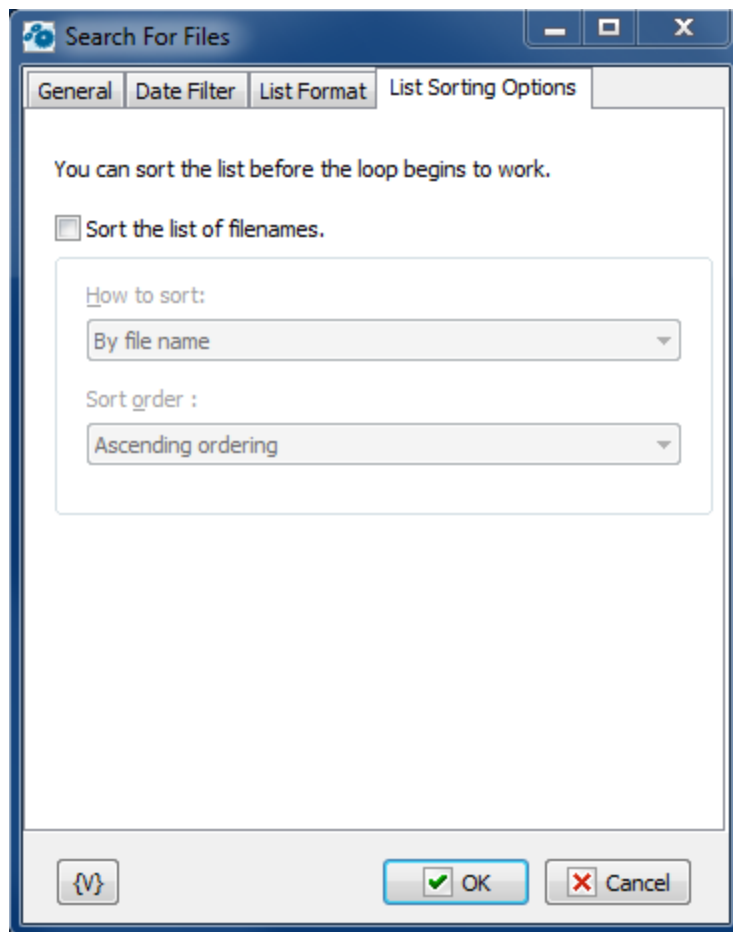 Search For Files
General Date Filter List Format List Sorting Options
You can sort the list before the loop begins to work.
Sort the list of filenames.
How to sort:
By file name
Sort order :
Ascending ordering
{V} OK Cancel